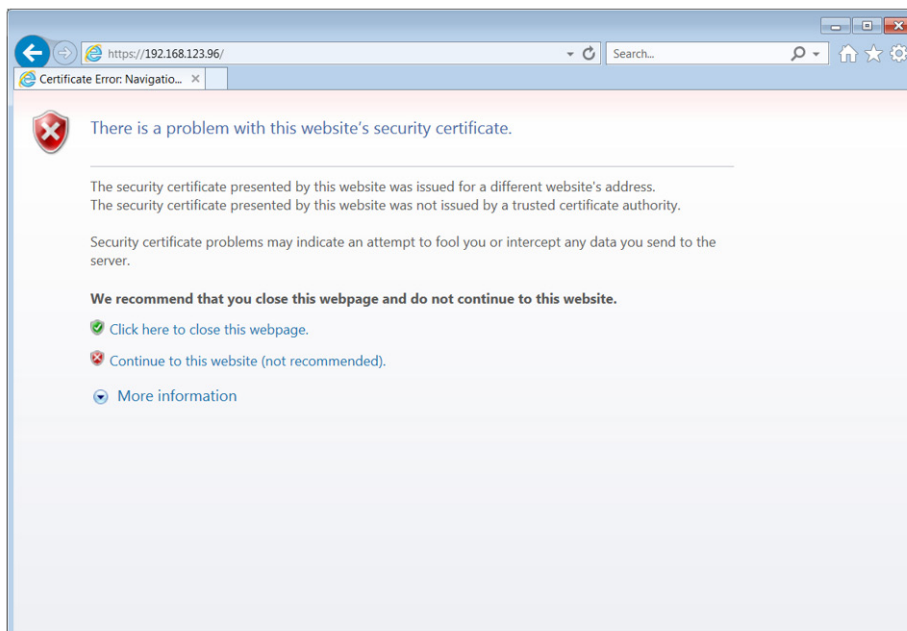 https://192.168.123.96/
Search...
Certificate Error: Navigatio...
There is a problem with this website's security certificate.
The security certificate presented by this website was issued for a different website's address.
The security certificate presented by this website was not issued by a trusted certificate authority.
Security certificate problems may indicate an attempt to fool you or intercept any data you send to the
server.
We recommend that you close this webpage and do not continue to this website.
Click here to close this webpage.
Continue to this website (not recommended).
More information